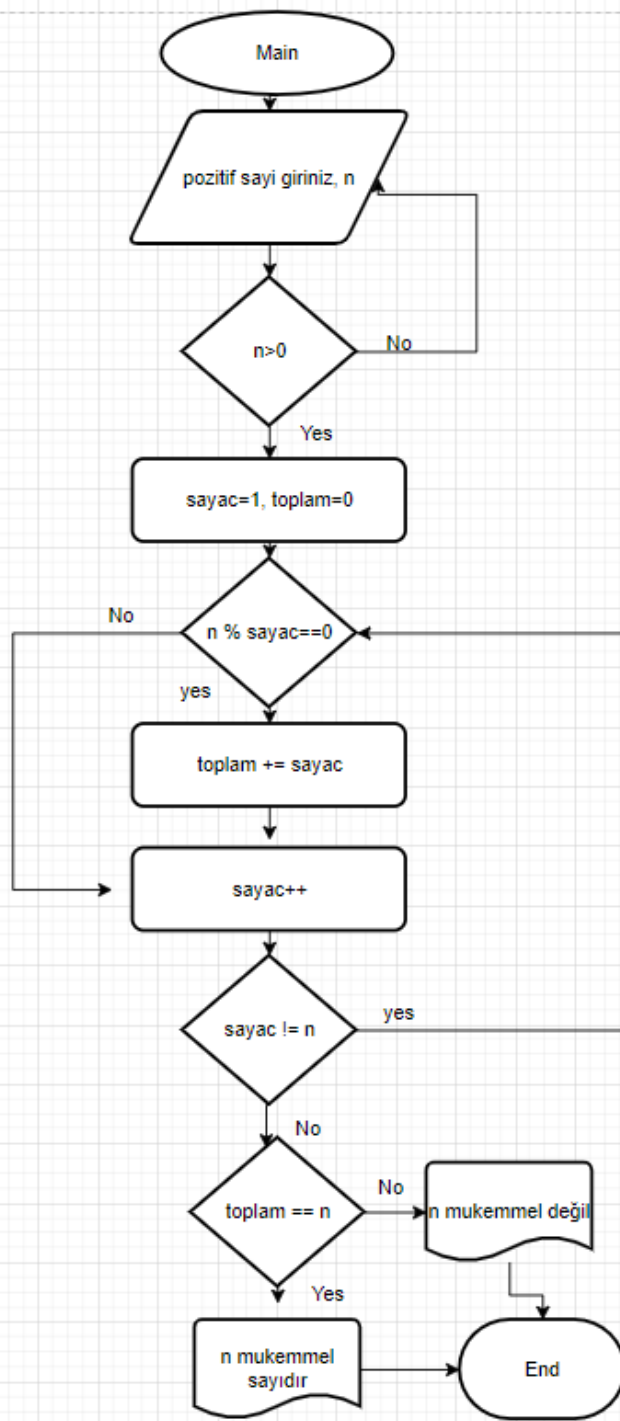 Main
pozitif sayi giriniz, n
n>0
No
Yes
sayac=1, toplam=0
No
n % sayac==0
yes
toplam += sayac
sayac++
sayac != n
yes
No
toplam == n
No
n mukemmel değil
Yes
n mukemmel
sayıdır
End